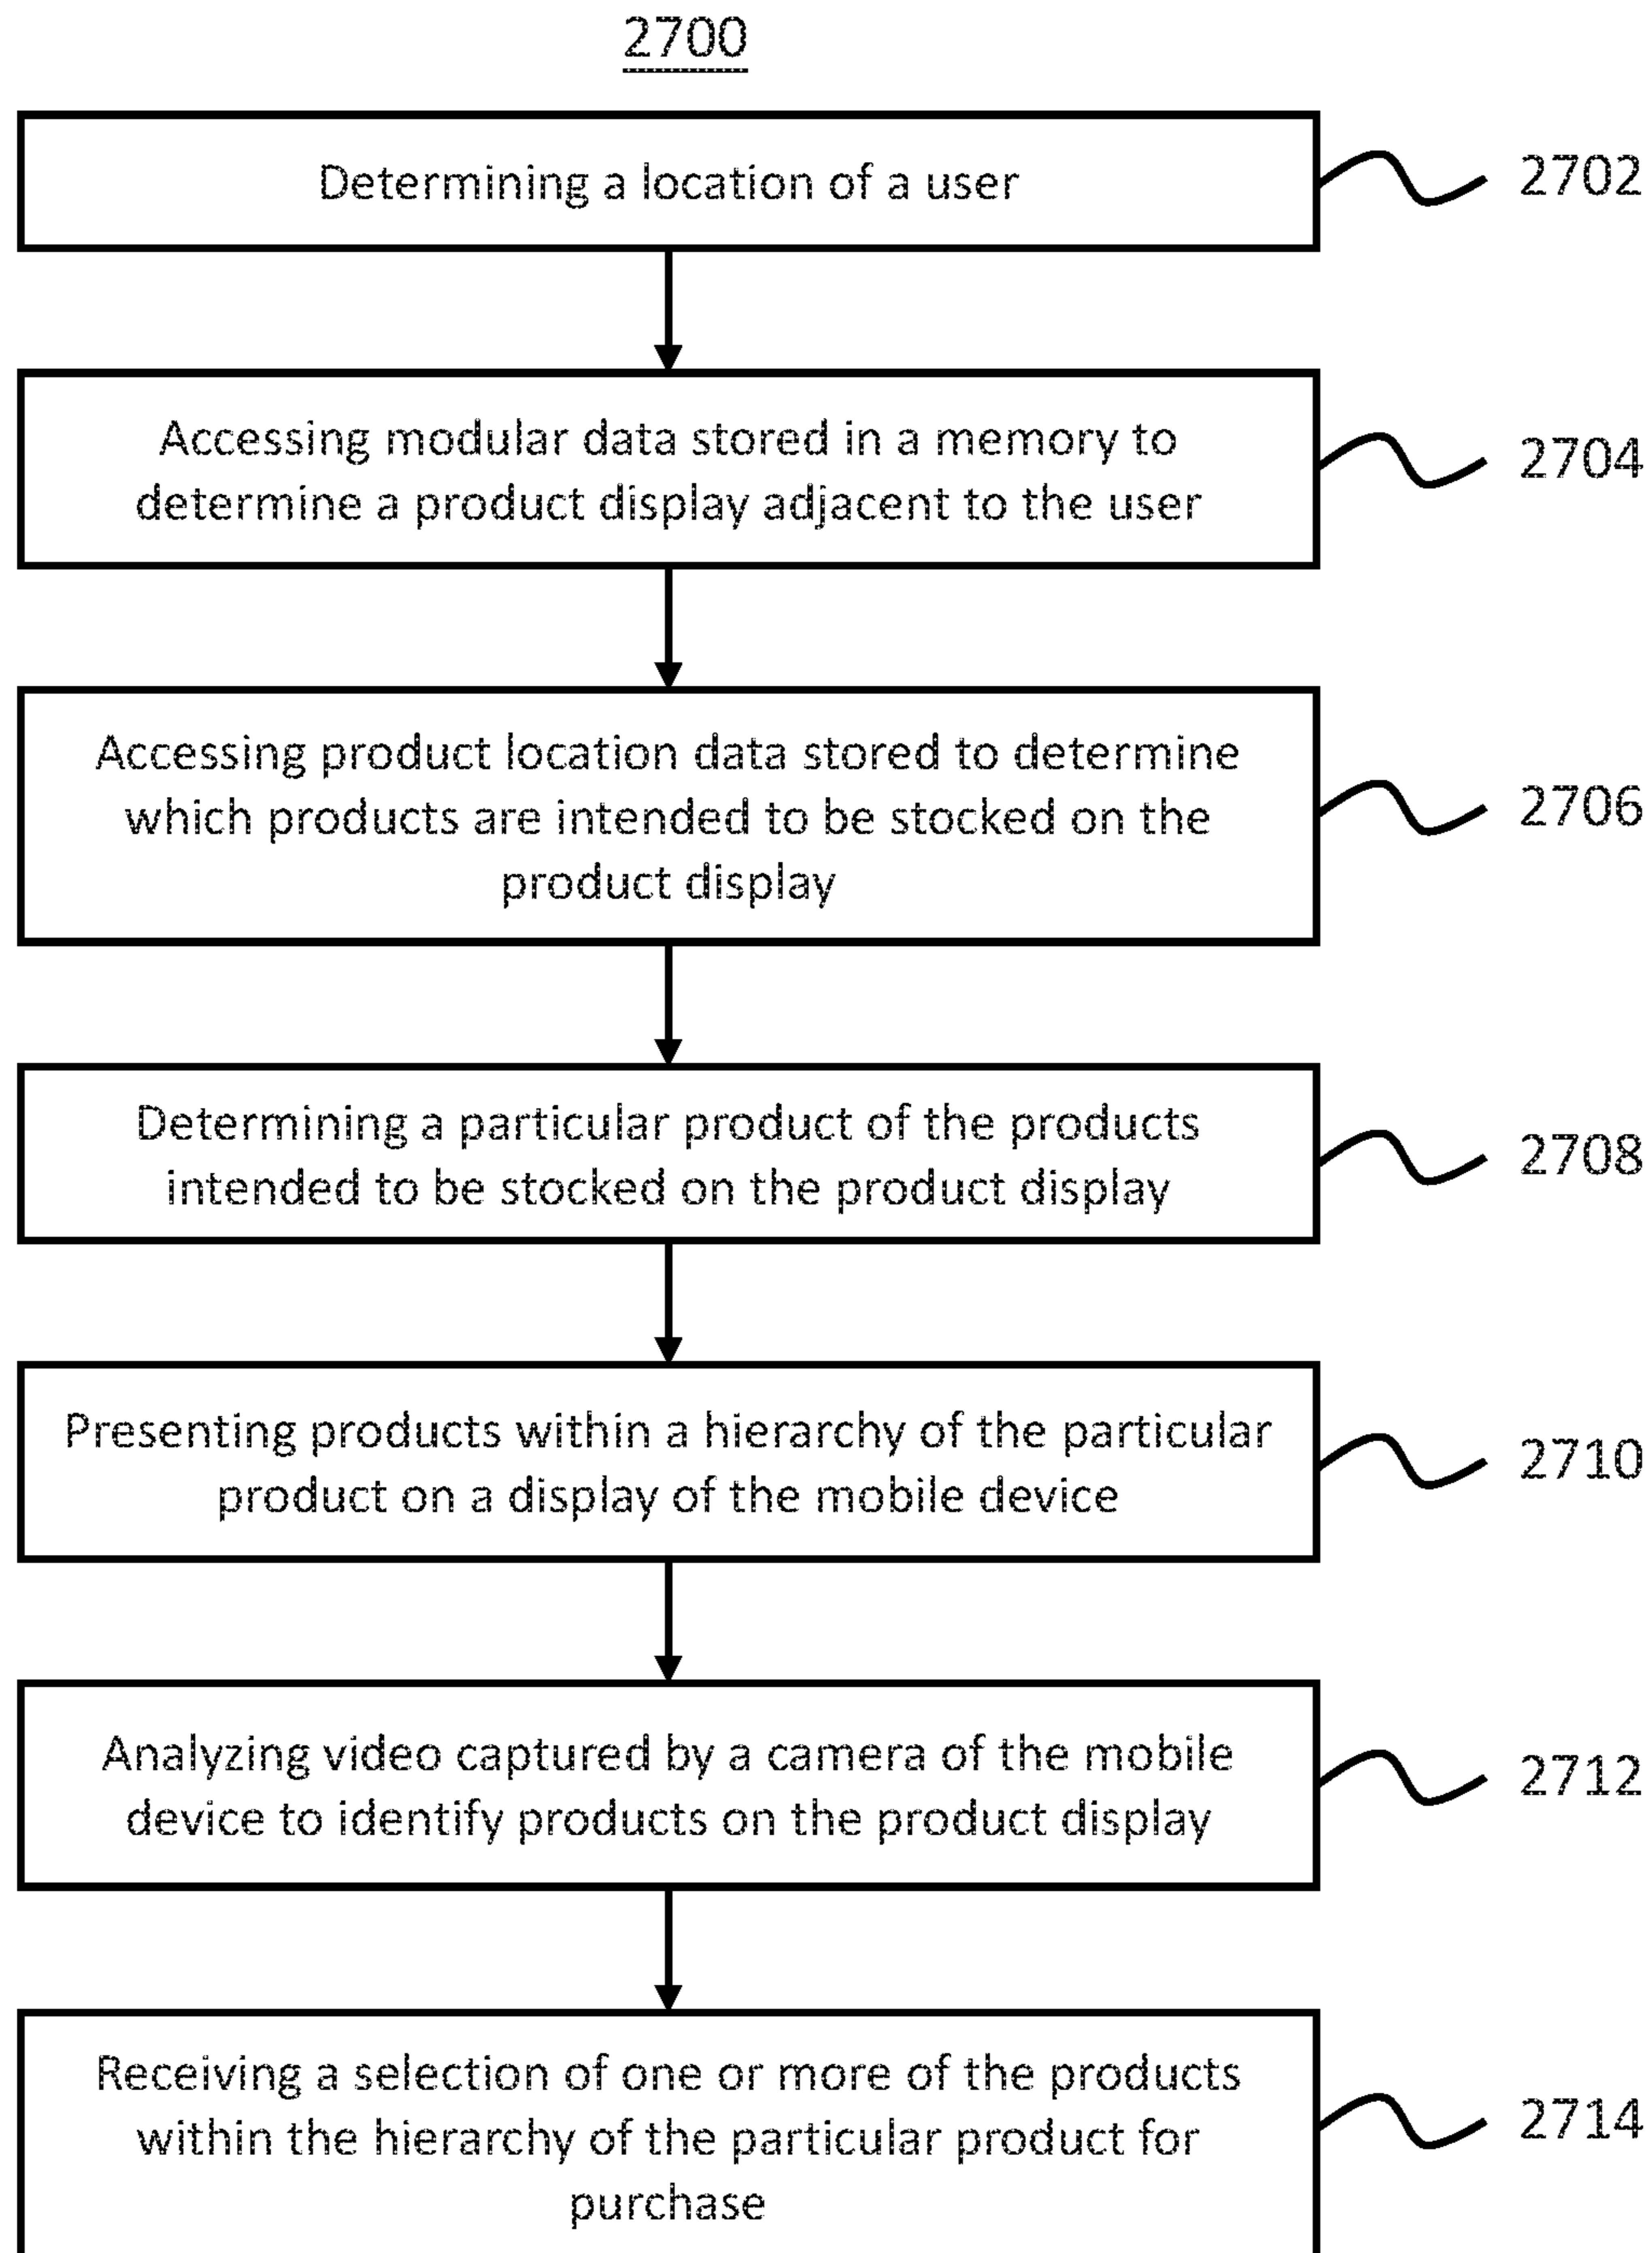 2700
Determining a location of a user
2702
Accessing modular data stored in a memory to
determine a product display adjacent to the user
2704
Accessing product location data stored to determine
which products are intended to be stocked on the
product display
2706
Determining a particular product of the products
intended to be stocked on the product display
2708
Presenting products within a hierarchy of the particular
product on a display of the mobile device
2710
Analyzing video captured by a camera of the mobile
device to identify products on the product display
2712
Receiving a selection of one or more of the products
within the hierarchy of the particular product for
purchase
2714